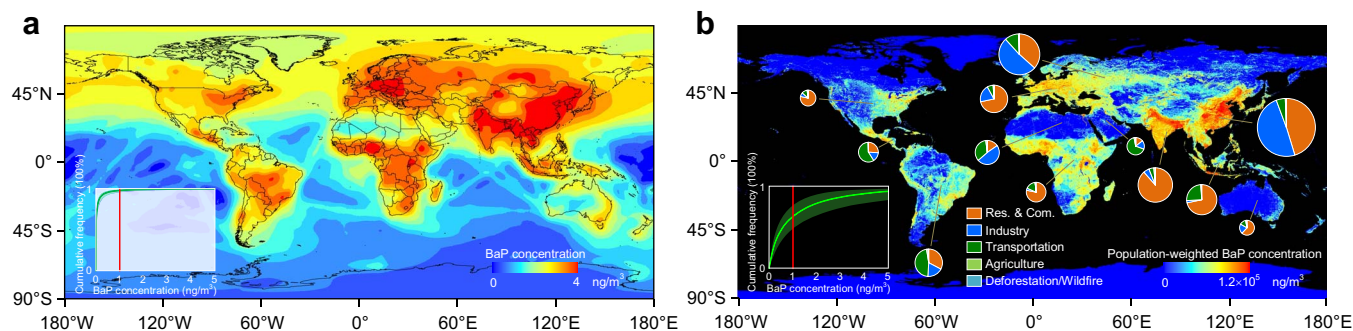 a
45°N
0°
45°S
90°S
180°W
120°W
60°W
0°
60°E
120°E
180°E
Cumulative frequency (100%)
1
0
0
1
2
3
4
5
BaP concentration (ng/m³)
BaP concentration
0
4
ng/m³
b
45°N
0°
45°S
90°S
180°W
120°W
60°W
0°
60°E
120°E
180°E
Cumulative frequency (100%)
1
0
0
1
2
3
4
5
BaP concentration (ng/m³)
Res. & Com.
Industry
Transportation
Agriculture
Deforestation/Wildfire
Population-weighted BaP concentration
0
1.2×10⁵
ng/m³